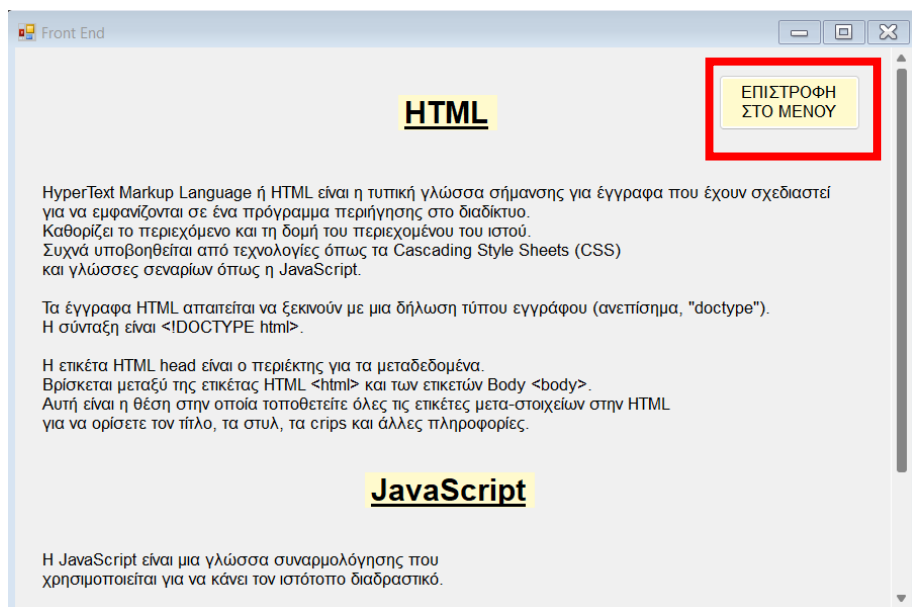 Front End
ΕΠΙΣΤΡΟΦΗ
ΣΤΟ ΜΕΝΟΥ
HTML
HyperText Markup Language ή HTML είναι η τυπική γλώσσα σήμανσης για έγγραφα που έχουν σχεδιαστεί
για να εμφανίζονται σε ένα πρόγραμμα περιήγησης στο διαδίκτυο.
Καθορίζει το περιεχόμενο και τη δομή του περιεχομένου του ιστού.
Συχνά υποβοηθείται από τεχνολογίες όπως τα Cascading Style Sheets (CSS)
και γλώσσες σεναρίων όπως η JavaScript.
Τα έγγραφα HTML απαιτείται να ξεκινούν με μια δήλωση τύπου εγγράφου (ανεπίσημα, "doctype").
Η σύνταξη είναι <!DOCTYPE html>.
Η ετικέτα HTML head είναι ο περιέκτης για τα μεταδεδομένα.
Βρίσκεται μεταξύ της ετικέτας HTML <html> και των ετικετών Body <body>.
Αυτή είναι η θέση στην οποία τοποθετείτε όλες τις ετικέτες μετα-στοιχείων στην HTML
για να ορίσετε τον τίτλο, τα στυλ, τα crips και άλλες πληροφορίες.
JavaScript
Η JavaScript είναι μια γλώσσα συναρμολόγησης που
χρησιμοποιείται για να κάνει τον ιστότοπο διαδραστικό.